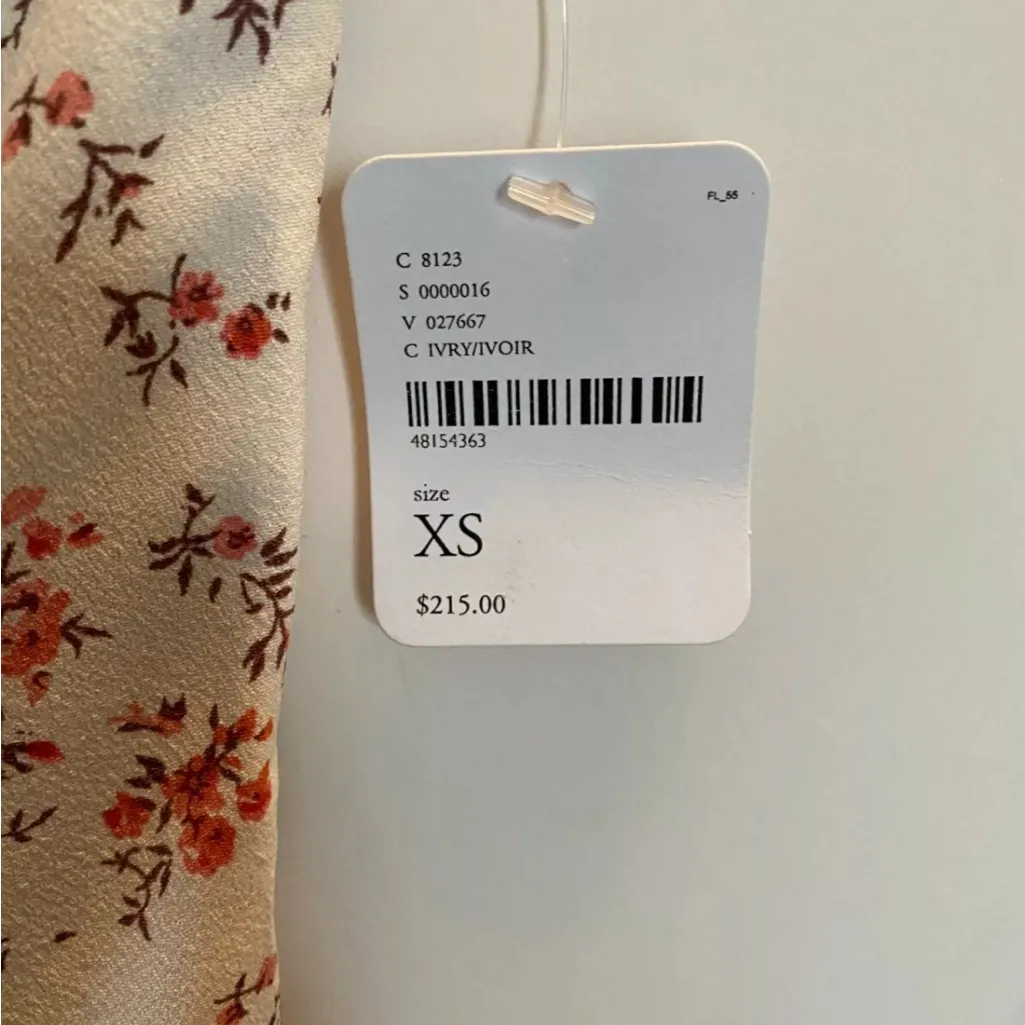 FL_55
C 8123
S 0000016
V 027667
C IVRY/IVOIR
48154363
size
XS
$215.00